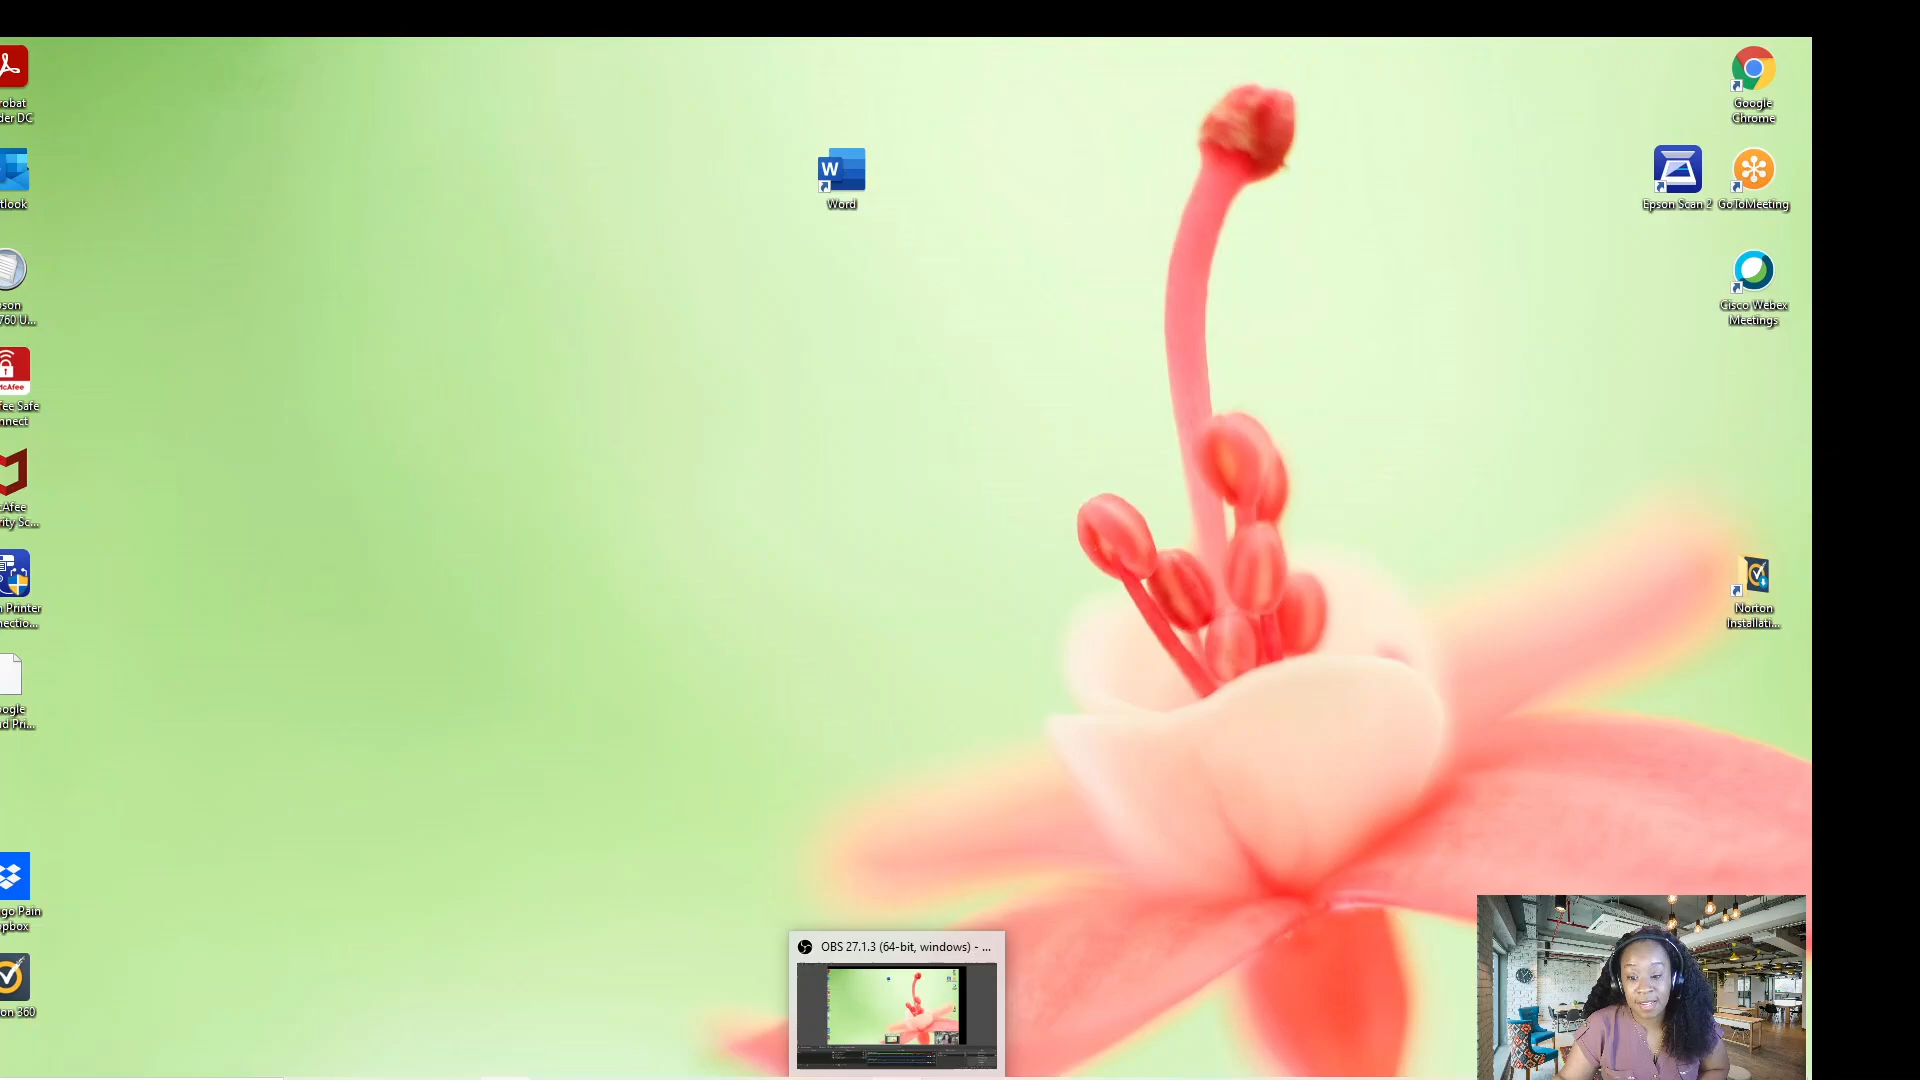 robat
der DC
tlook
760 U...
McAfee
fee Safe
nnect
cAfee
rity Sc...
n Printer
nectio...
oogle
d Pri...
go Pain
pbox
on 360
W
Word
Google
Chrome
Epson Scan 2
GoToMeeting
Cisco Webex
Meetings
Norton
Installati...
OBS 27.1.3 (64-bit, windows) - ...